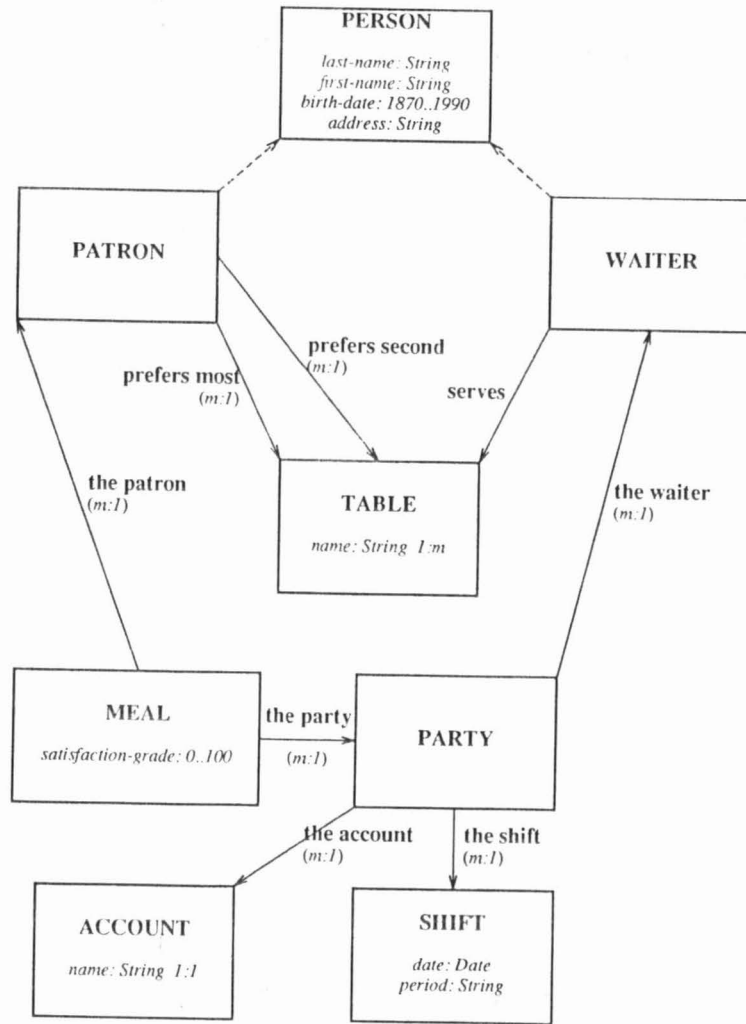 PERSON
last-name: String
first-name: String
birth-date: 1870..1990
address: String
PATRON
WAITER
prefers second
(m:1)
prefers most
(m:1)
serves
the patron
(m:1)
TABLE
name: String 1:m
the waiter
(m:1)
MEAL
satisfaction-grade: 0..100
the party
(m:1)
PARTY
the account
(m:1)
the shift
(m:1)
ACCOUNT
name: String 1:1
SHIFT
date: Date
period: String